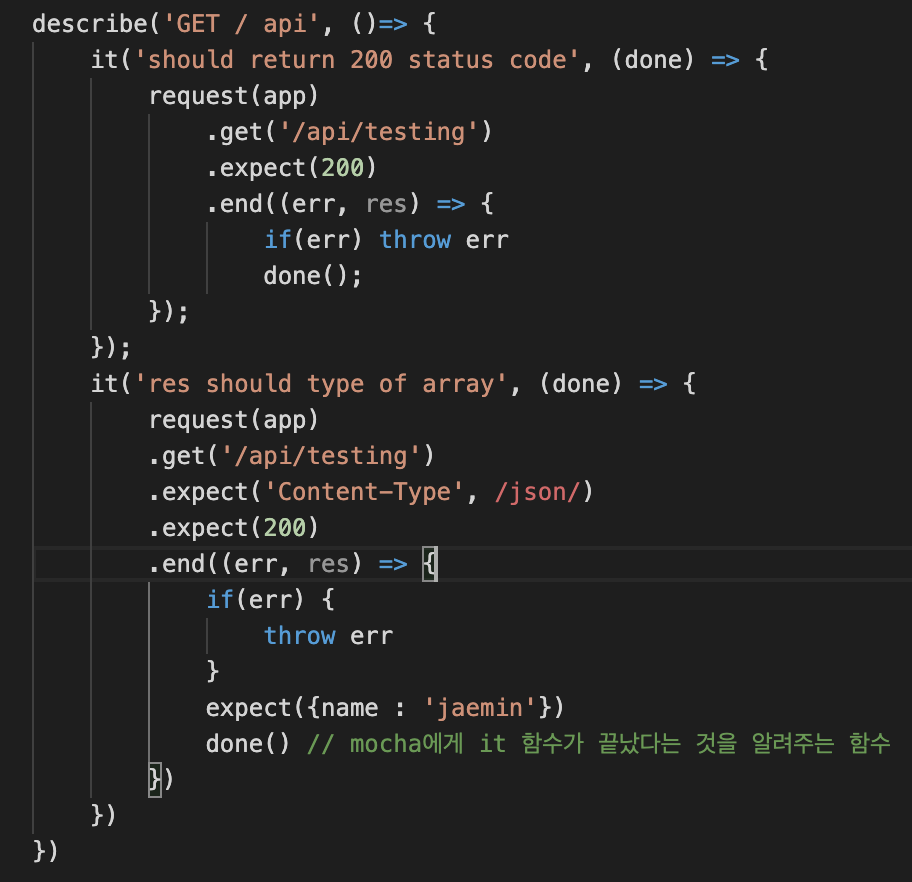 describe('GET / api', ()=> {
    it('should return 200 status code', (done) => {
        request(app)
            .get('/api/testing')
            .expect(200)
            .end((err, res) => {
                if(err) throw err
                done();
        });
    });
    it('res should type of array', (done) => {
        request(app)
        .get('/api/testing')
        .expect('Content-Type', /json/)
        .expect(200)
        .end((err, res) => {
            if(err) {
                throw err
            }
            expect({name : 'jaemin'})
            done() // mocha에게 it 함수가 끝났다는 것을 알려주는 함수
        })
    })
})